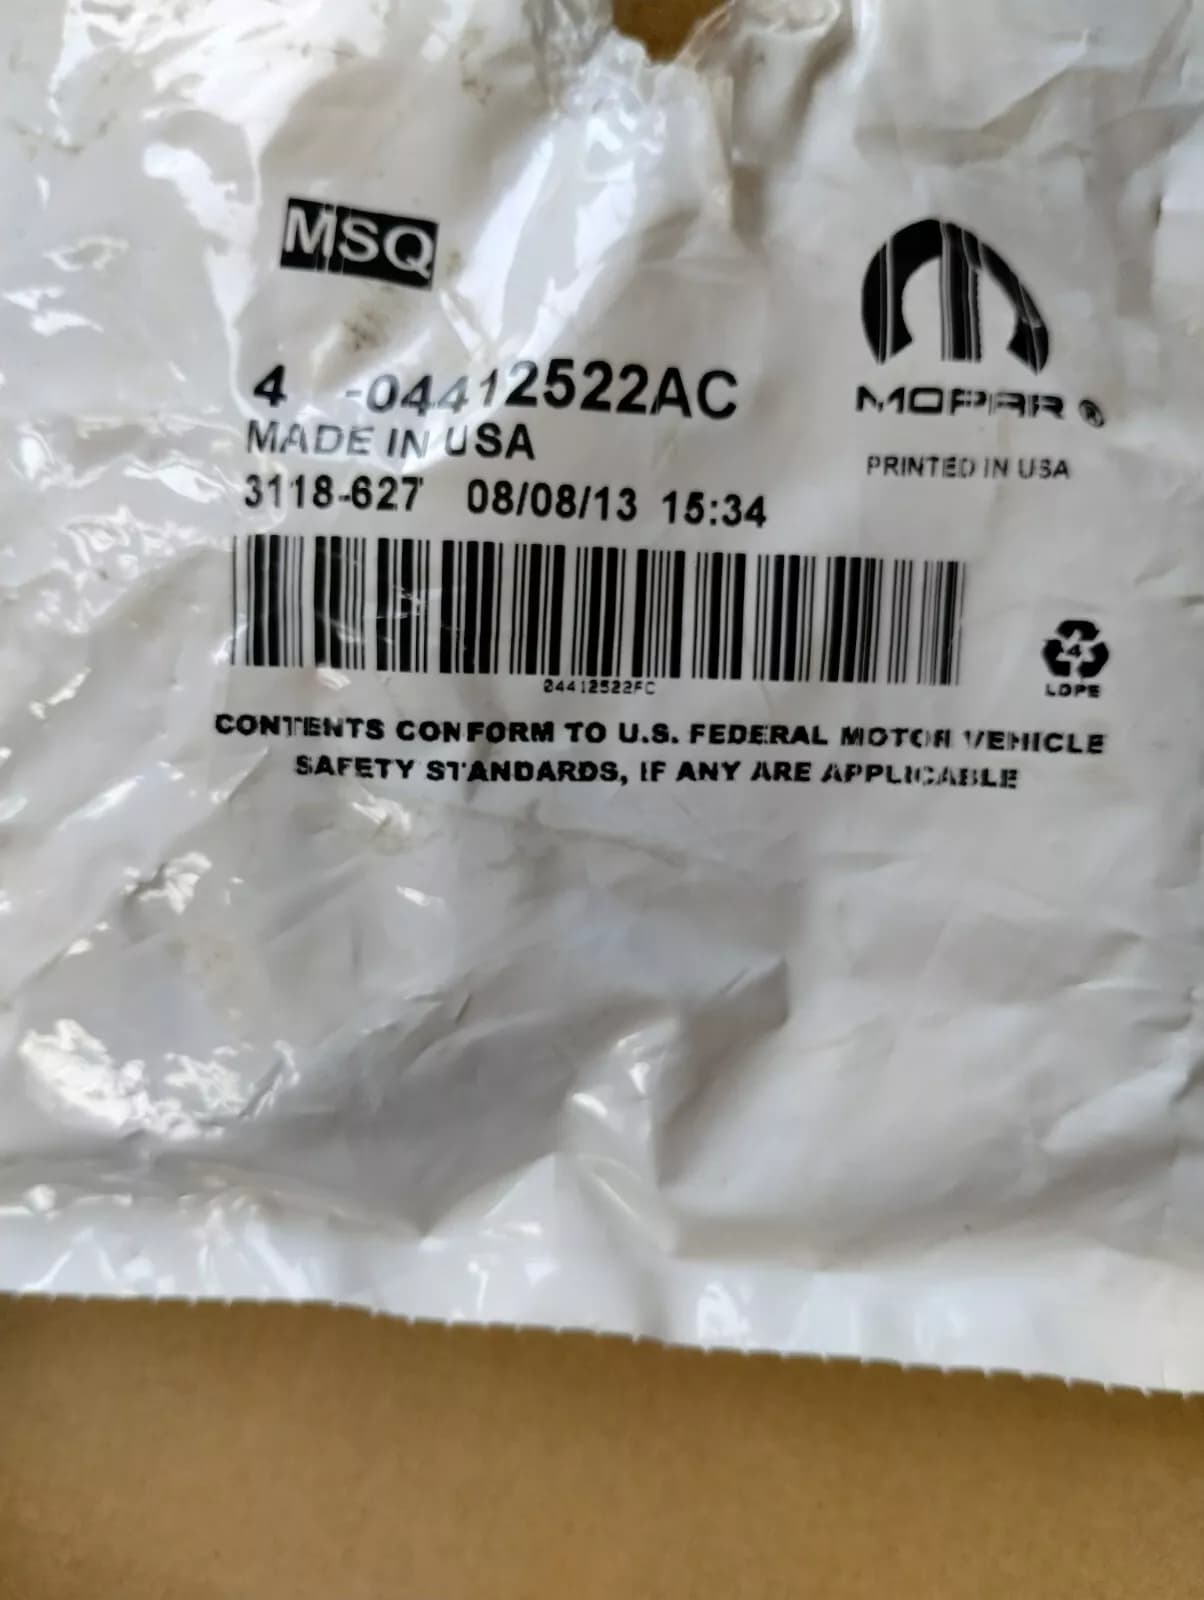 MSQ
4 -04412522AC
MADE IN USA
3118-627 08/08/13 15:34
MOPAR ®
PRINTED IN USA
04412522FC
4
LDPE
CONTENTS CONFORM TO U.S. FEDERAL MOTOR VEHICLE
SAFETY STANDARDS, IF ANY ARE APPLICABLE